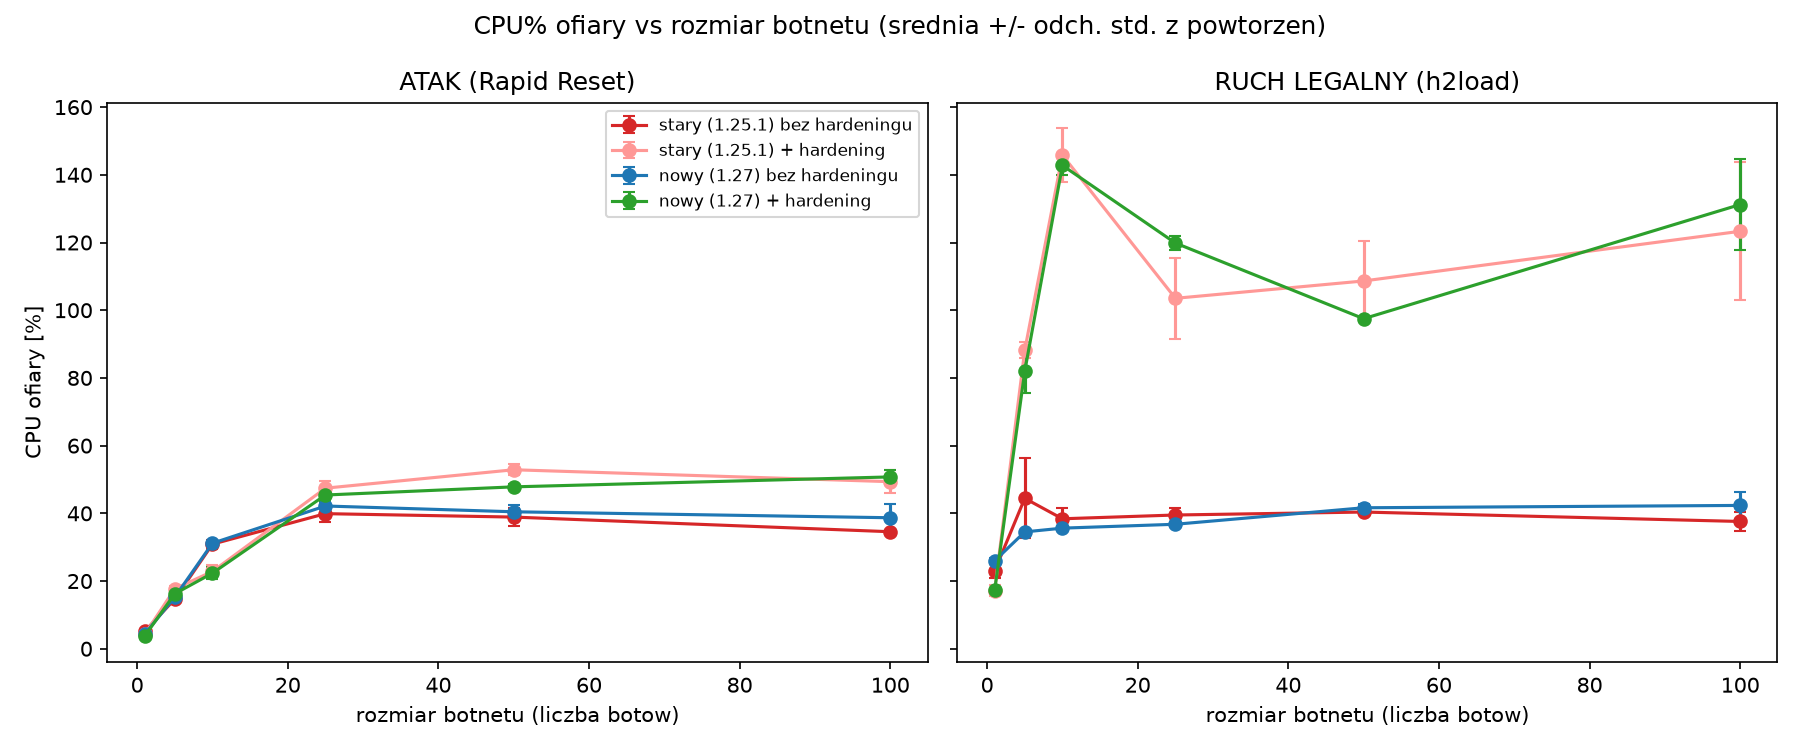 CPU% ofiary vs rozmiar botnetu (srednia +/- odch. std. z powtorzen)
ATAK (Rapid Reset)
160
140
120
100
80
60
40
20
0
CPU ofiary [%]
stary (1.25.1) bez hardeningu
stary (1.25.1) + hardening
nowy (1.27) bez hardeningu
nowy (1.27) + hardening
0 20 40 60 80 100
rozmiar botnetu (liczba botow)
RUCH LEGALNY (h2load)
0 20 40 60 80 100
rozmiar botnetu (liczba botow)